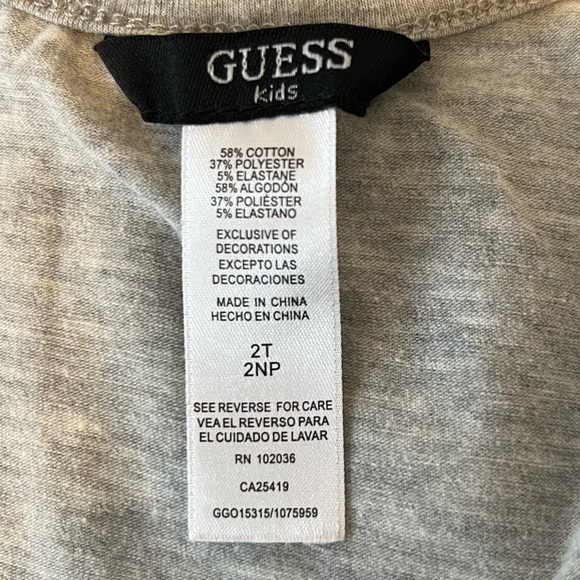 GUESS
kids
58% COTTON
37% POLYESTER
5% ELASTANE
58% ALGODÓN
37% POLIÉSTER
5% ELASTANO
EXCLUSIVE OF
DECORATIONS
EXCEPTO LAS
DECORACIONES
MADE IN CHINA
HECHO EN CHINA
2T
2NP
SEE REVERSE FOR CARE
VEA EL REVERSO PARA
EL CUIDADO DE LAVAR
RN 102036
CA25419
GGO15315/1075959